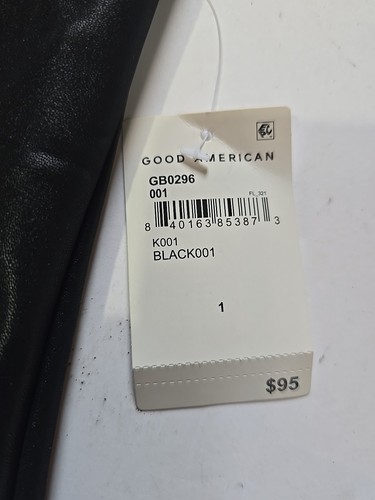 GOOD AMERICAN
GB0296
001
FL_321
8 40163 85387 3
K001
BLACK001
1
$95